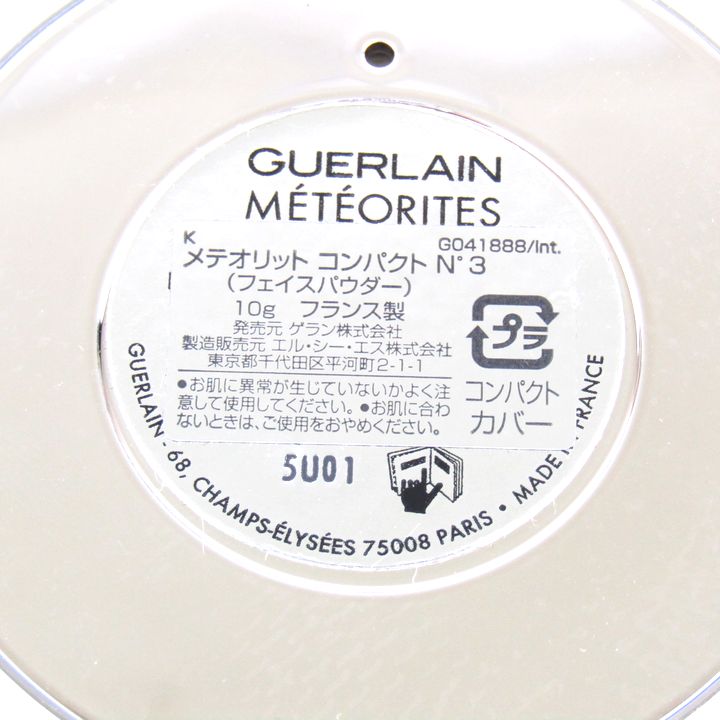 GUERLAIN
MÉTÉORITES
K
G041888/Int.
メテオリット コンパクト N°3
(フェイスパウダー)
10g フランス製
発売元 ゲラン株式会社
製造販売元 エル・シー・エス株式会社
東京都千代田区平河町2-1-1
●お肌に異常が生じていないかよく注
意して使用してください。●お肌に合わ
ないときは、ご使用をおやめください。
プラ
コンパクト
カバー
5U01
GUERLAIN - 68, CHAMPS-ÉLYSÉES 75008 PARIS • MADE IN FRANCE